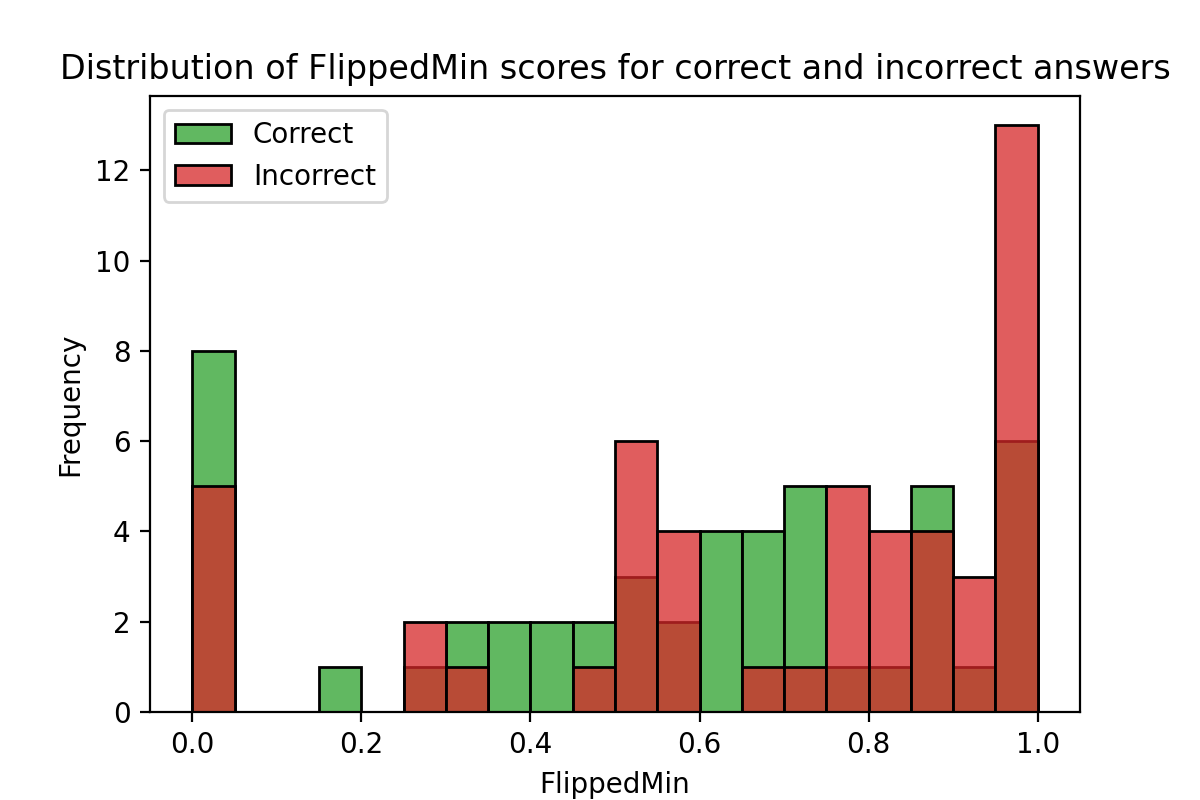 Distribution of FlippedMin scores for correct and incorrect answers
Correct
Incorrect
12
10
8
6
4
2
0
Frequency
0.0 0.2 0.4 0.6 0.8 1.0
FlippedMin